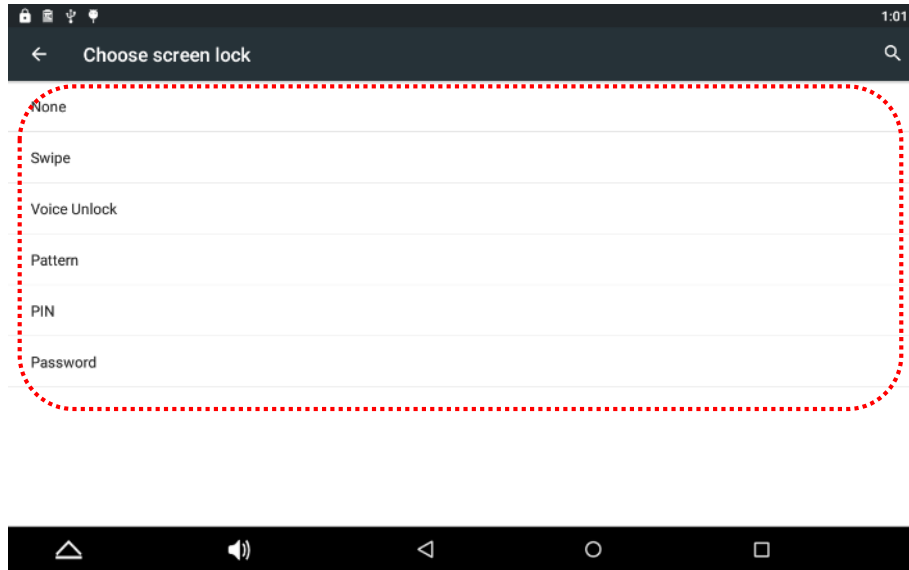 1:01
Choose screen lock
None
Swipe
Voice Unlock
Pattern
PIN
Password